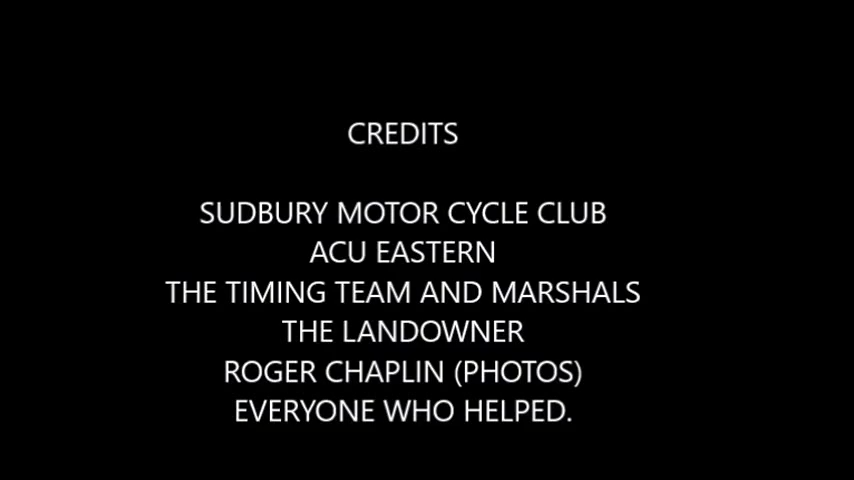 CREDITS
SUDBURY MOTOR CYCLE CLUB
ACU EASTERN
THE TIMING TEAM AND MARSHALS
THE LANDOWNER
ROGER CHAPLIN (PHOTOS)
EVERYONE WHO HELPED.